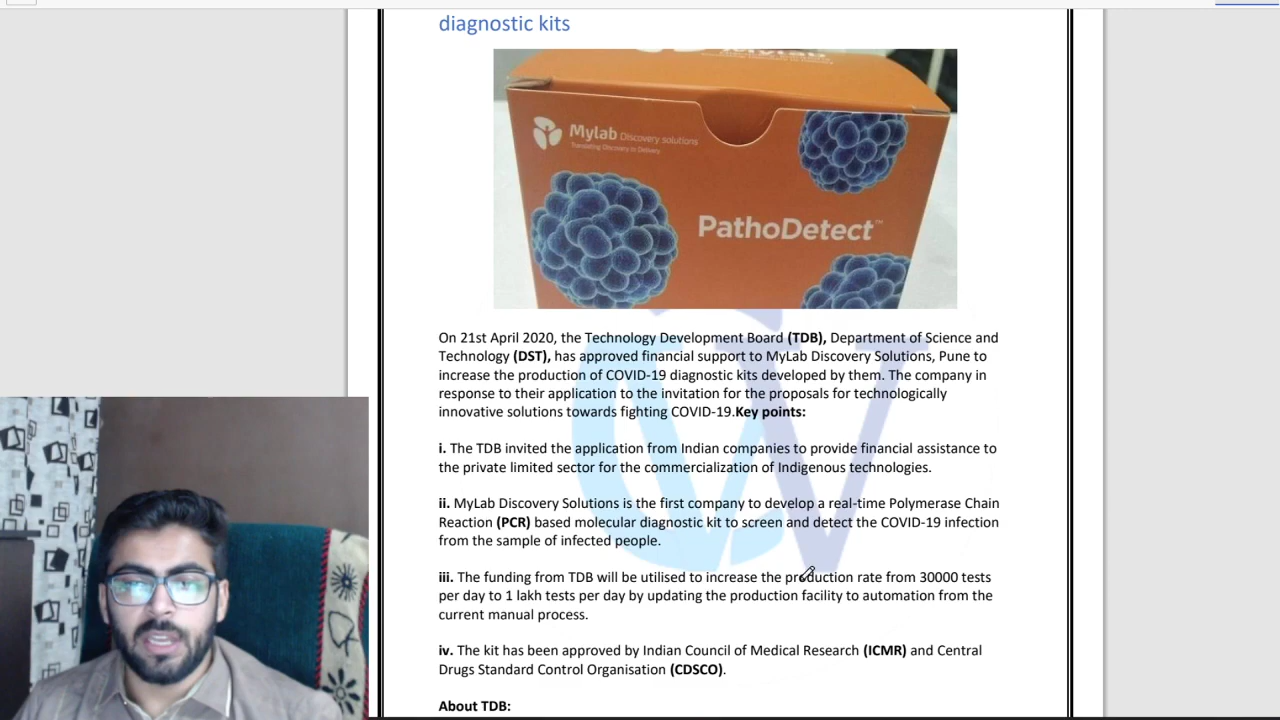 diagnostic kits
Mylab Discovery solutions
Translating Discovery to Delivery
PathoDetect™
On 21st April 2020, the Technology Development Board (TDB), Department of Science and
Technology (DST), has approved financial support to MyLab Discovery Solutions, Pune to
increase the production of COVID-19 diagnostic kits developed by them. The company in
response to their application to the invitation for the proposals for technologically
innovative solutions towards fighting COVID-19.Key points:
i. The TDB invited the application from Indian companies to provide financial assistance to
the private limited sector for the commercialization of Indigenous technologies.
ii. MyLab Discovery Solutions is the first company to develop a real-time Polymerase Chain
Reaction (PCR) based molecular diagnostic kit to screen and detect the COVID-19 infection
from the sample of infected people.
iii. The funding from TDB will be utilised to increase the production rate from 30000 tests
per day to 1 lakh tests per day by updating the production facility to automation from the
current manual process.
iv. The kit has been approved by Indian Council of Medical Research (ICMR) and Central
Drugs Standard Control Organisation (CDSCO).
About TDB: